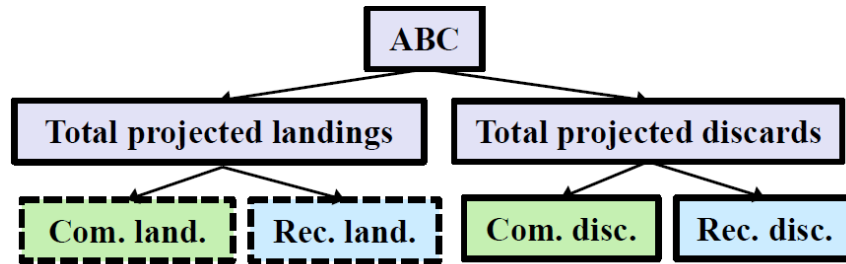 ABC
Total projected landings
Total projected discards
Com. land.
Rec. land.
Com. disc.
Rec. disc.